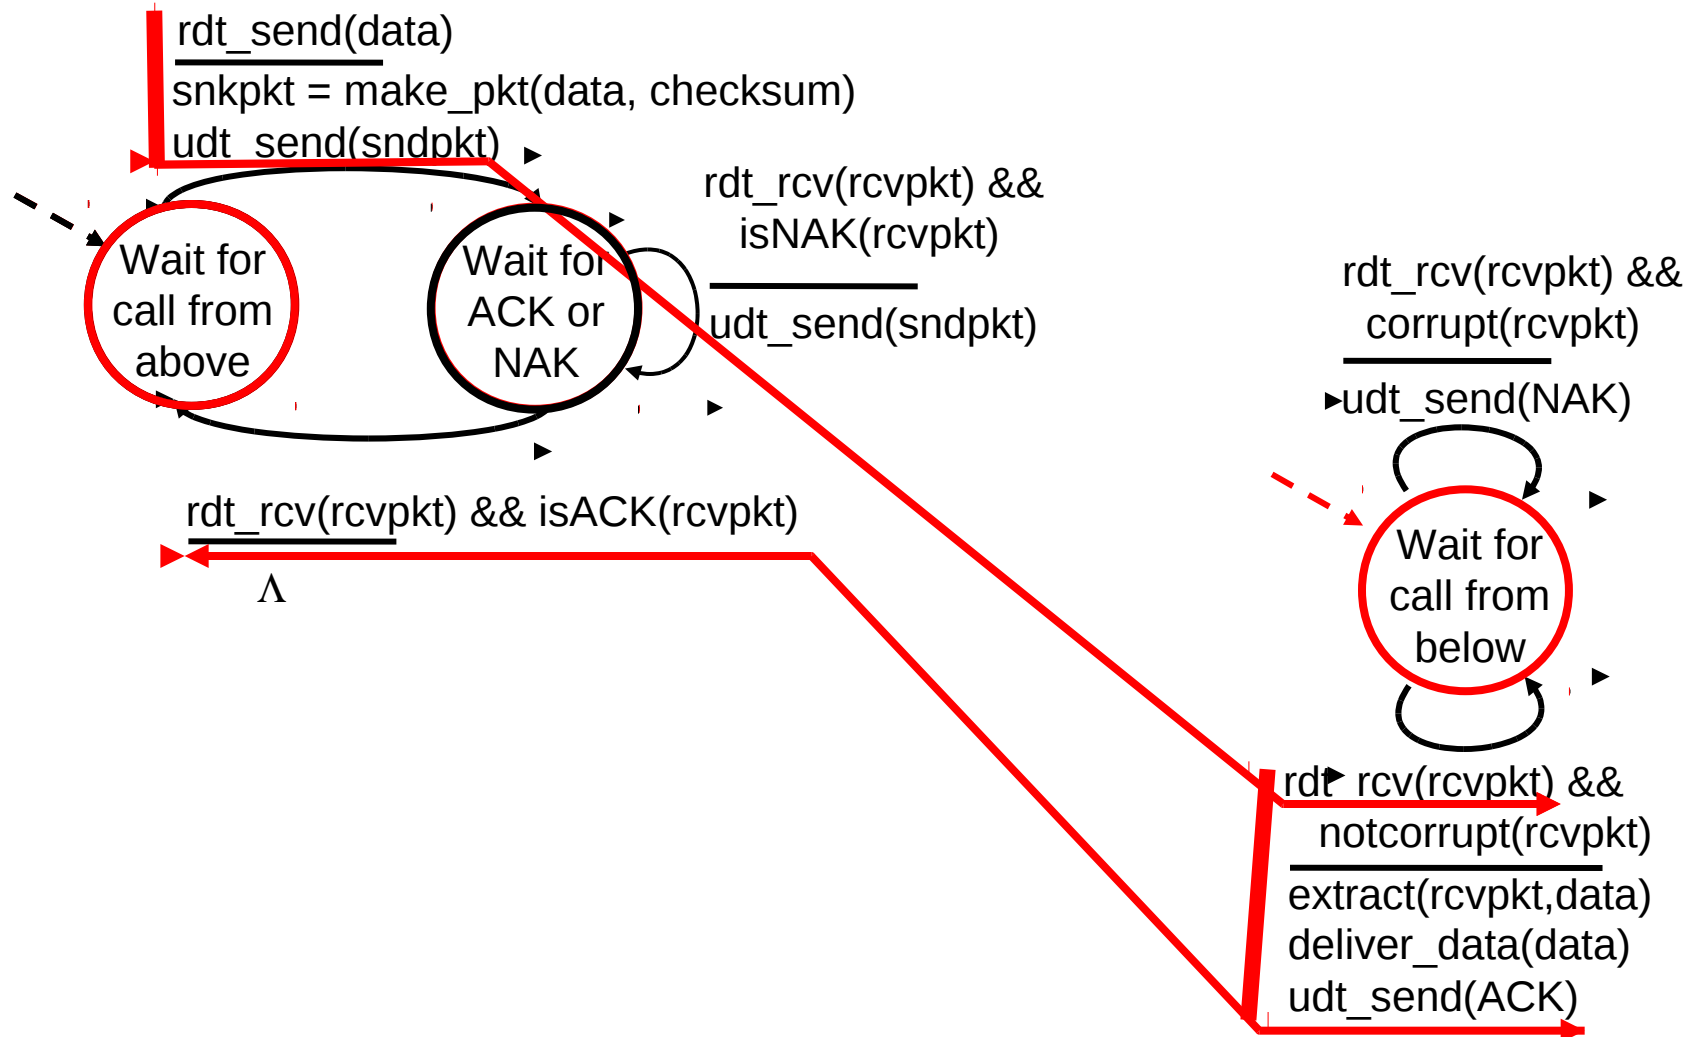 rdt_send(data)
snkpkt = make_pkt(data, checksum)
udt_send(sndpkt)
rdt_rcv(rcvpkt) &&
isNAK(rcvpkt)
udt_send(sndpkt)
Wait for
call from
above
Wait for
ACK or
NAK
rdt_rcv(rcvpkt) && isACK(rcvpkt)
Λ
rdt_rcv(rcvpkt) &&
corrupt(rcvpkt)
udt_send(NAK)
Wait for
call from
below
rdt_rcv(rcvpkt) &&
notcorrupt(rcvpkt)
extract(rcvpkt,data)
deliver_data(data)
udt_send(ACK)